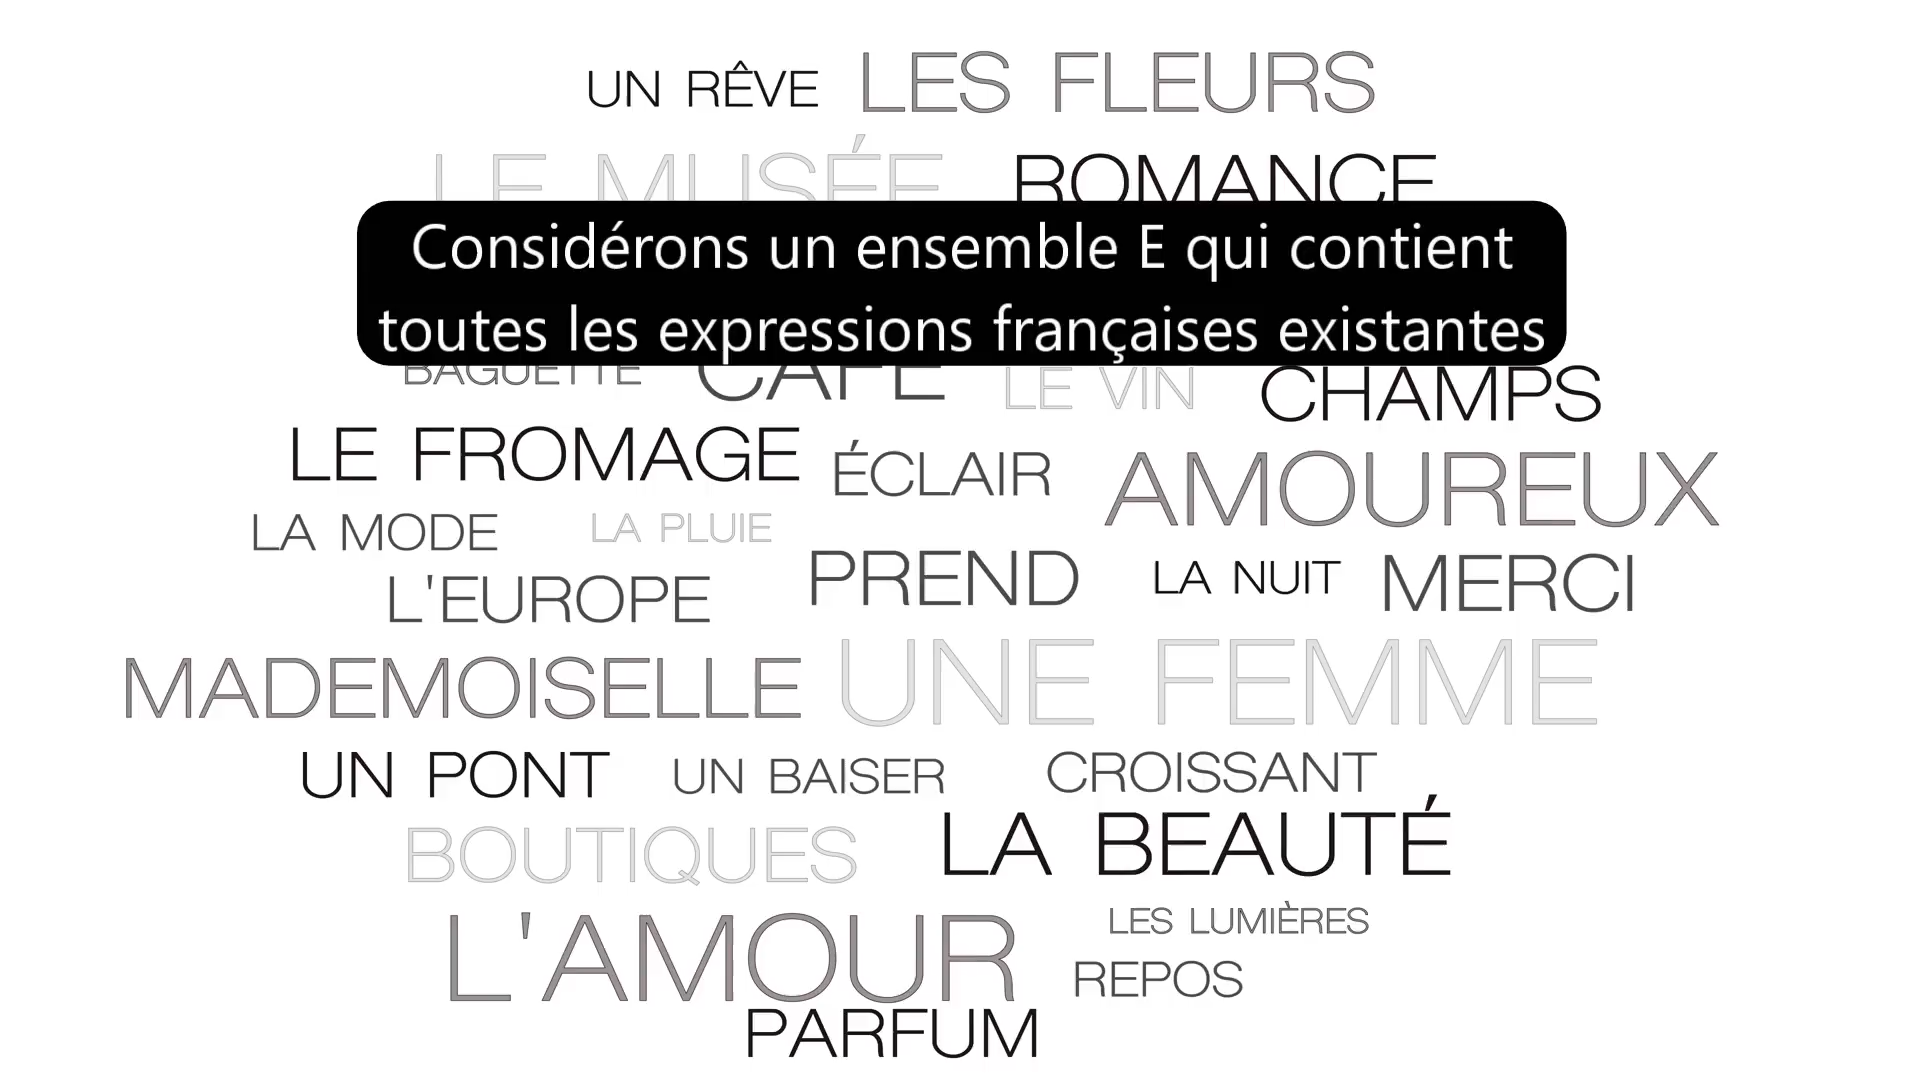 UN RÊVE LES FLEURS
LE MUSÉE ROMANCE
Considérons un ensemble E qui contient
toutes les expressions françaises existantes
BAGUETTE CAFÉ LE VIN CHAMPS
LE FROMAGE ÉCLAIR AMOUREUX
LA MODE LA PLUIE
L'EUROPE PREND LA NUIT MERCI
MADEMOISELLE UNE FEMME
UN PONT UN BAISER CROISSANT
BOUTIQUES LA BEAUTÉ
L'AMOUR LES LUMIÈRES
REPOS
PARFUM